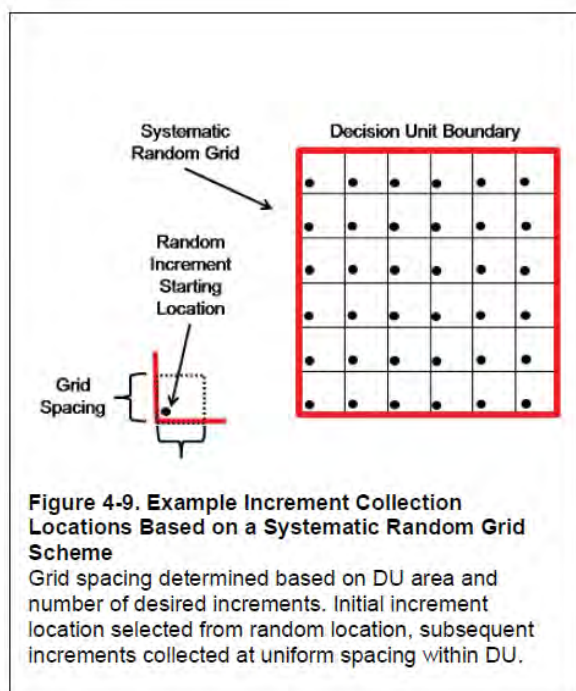 Systematic
Random Grid
Decision Unit Boundary
Random
Increment
Starting
Location
Grid
Spacing
Figure 4-9. Example Increment Collection
Locations Based on a Systematic Random Grid
Scheme
Grid spacing determined based on DU area and
number of desired increments. Initial increment
location selected from random location, subsequent
increments collected at uniform spacing within DU.